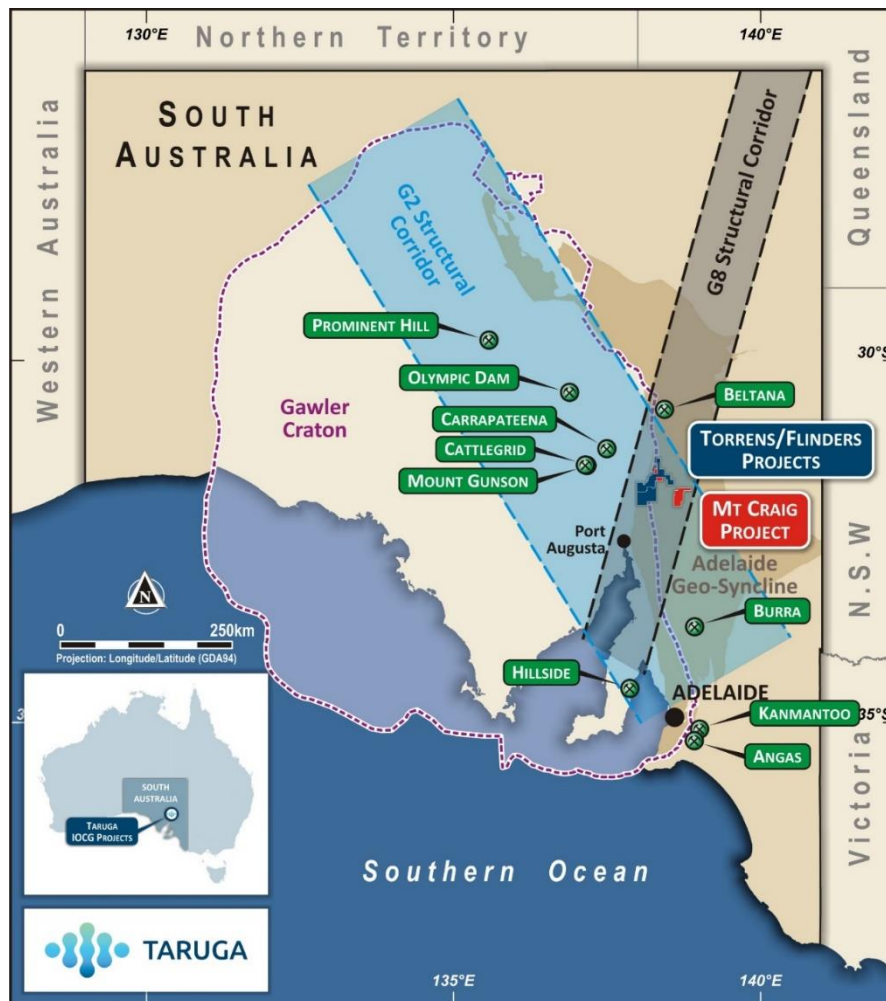 130°E
140°E
Northern Territory
SOUTH
AUSTRALIA
Western Australia
Queensland
G8 Structural Corridor
G2 Structural
Corridor
PROMINENT HILL
30°S
OLYMPIC DAM
BELTANA
Gawler
Craton
CARRAPATEENA
CATTLEGRID
MOUNT GUNSON
TORRENS/FLINDERS
PROJECTS
MT CRAIG
PROJECT
Port
Augusta
Adelaide
Geo-Syncline
N.S.W
N
BURRA
0 250km
Projection: Longitude/Latitude (GDA94)
HILLSIDE
ADELAIDE
KANMANTOO
35°S
ANGAS
Victoria
SOUTH
AUSTRALIA
TARUGA
IOCG PROJECTS
Southern Ocean
TARUGA
135°E
140°E